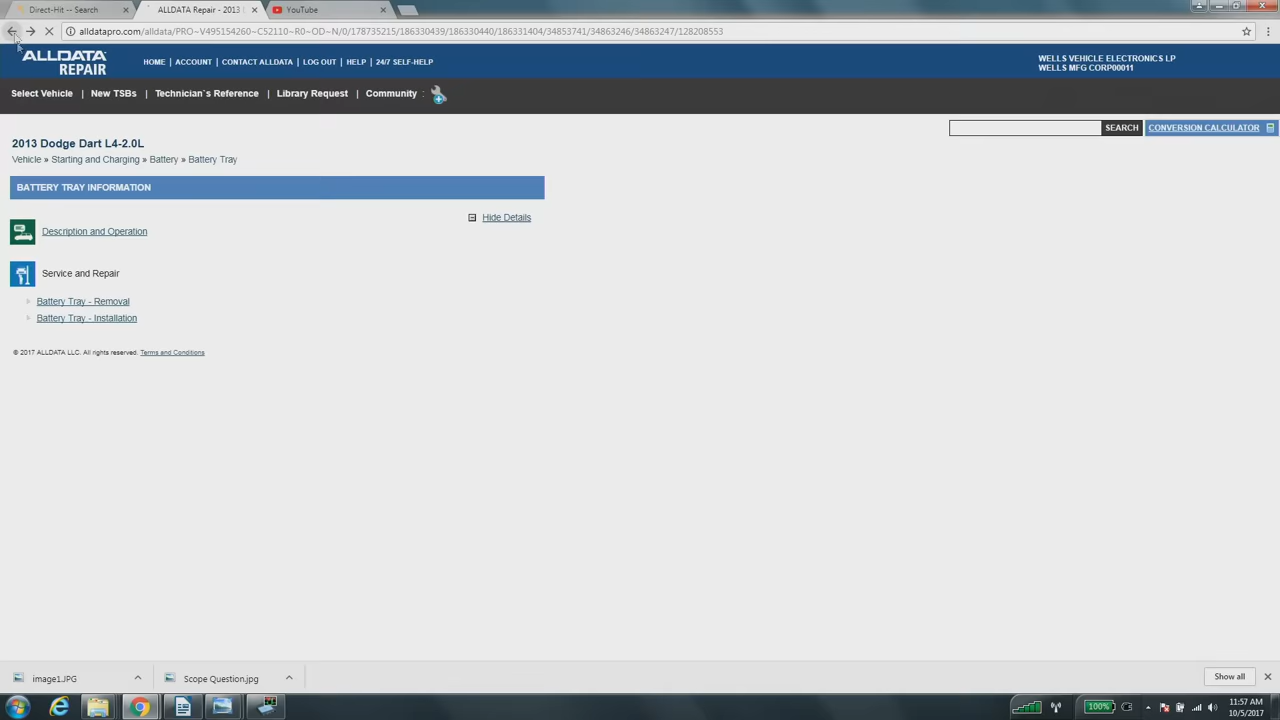 Direct-Hit -- Search
ALLDATA Repair - 2013
YouTube
alldatapro.com/alldata/PRO~V495154260~C52110~R0~OD~N/0/178735215/186330439/186330440/186331404/34853741/34863246/34863247/128208553
ALLDATA
REPAIR
HOME | ACCOUNT | CONTACT ALLDATA | LOG OUT | HELP | 24/7 SELF-HELP
WELLS VEHICLE ELECTRONICS LP
WELLS MFG CORP00011
Select Vehicle | New TSBs | Technician`s Reference | Library Request | Community :
SEARCH
CONVERSION CALCULATOR
2013 Dodge Dart L4-2.0L
Vehicle » Starting and Charging » Battery » Battery Tray
BATTERY TRAY INFORMATION
Hide Details
Description and Operation
Service and Repair
Battery Tray - Removal
Battery Tray - Installation
© 2017 ALLDATA LLC. All rights reserved. Terms and Conditions
image1.JPG
Scope Question.jpg
Show all
100%
11:57 AM
10/5/2017